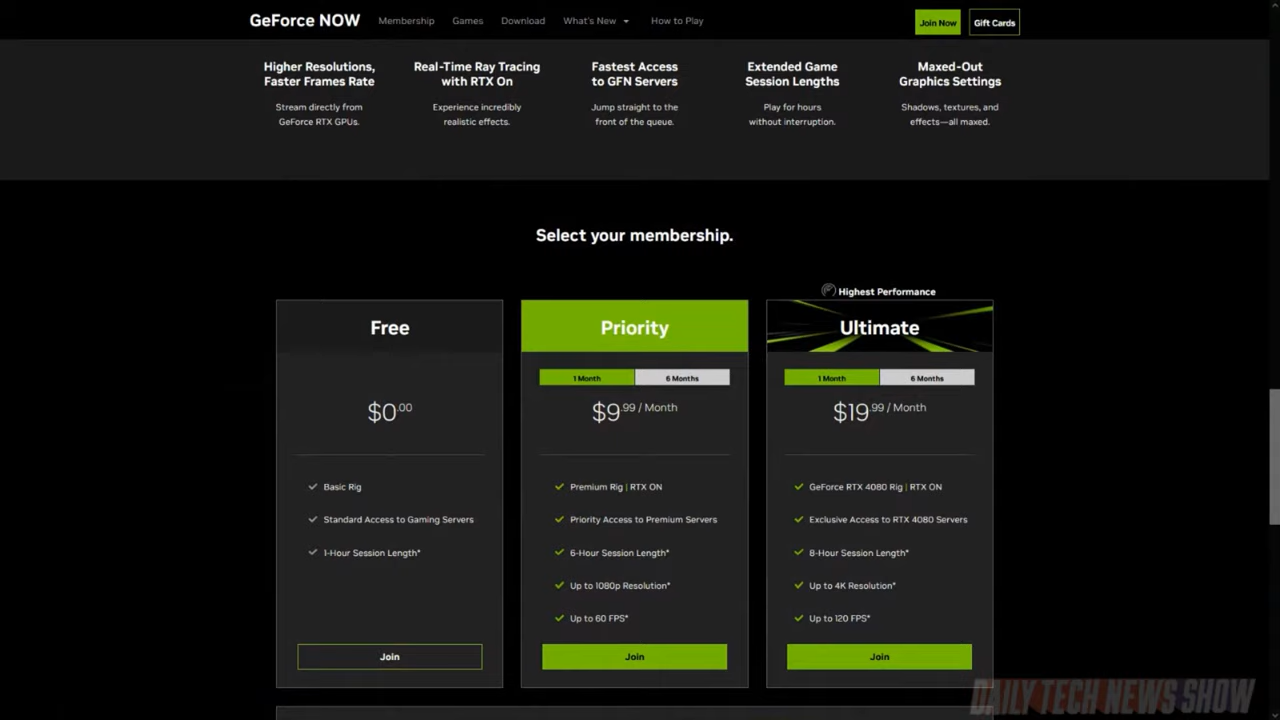 GeForce NOW
Membership
Games
Download
What's New
How to Play
Join Now
Gift Cards
Higher Resolutions,
Faster Frames Rate
Stream directly from
GeForce RTX GPUs.
Real-Time Ray Tracing
with RTX On
Experience incredibly
realistic effects.
Fastest Access
to GFN Servers
Jump straight to the
front of the queue.
Extended Game
Session Lengths
Play for hours
without interruption.
Maxed-Out
Graphics Settings
Shadows, textures, and
effects—all maxed.
Select your membership.
Free
$0.00
Basic Rig
Standard Access to Gaming Servers
1-Hour Session Length*
Join
Priority
1 Month
6 Months
$9.99 / Month
Premium Rig | RTX ON
Priority Access to Premium Servers
6-Hour Session Length*
Up to 1080p Resolution*
Up to 60 FPS*
Join
Highest Performance
Ultimate
1 Month
6 Months
$19.99 / Month
GeForce RTX 4080 Rig | RTX ON
Exclusive Access to RTX 4080 Servers
8-Hour Session Length*
Up to 4K Resolution*
Up to 120 FPS*
Join
DAILY TECH NEWS SHOW